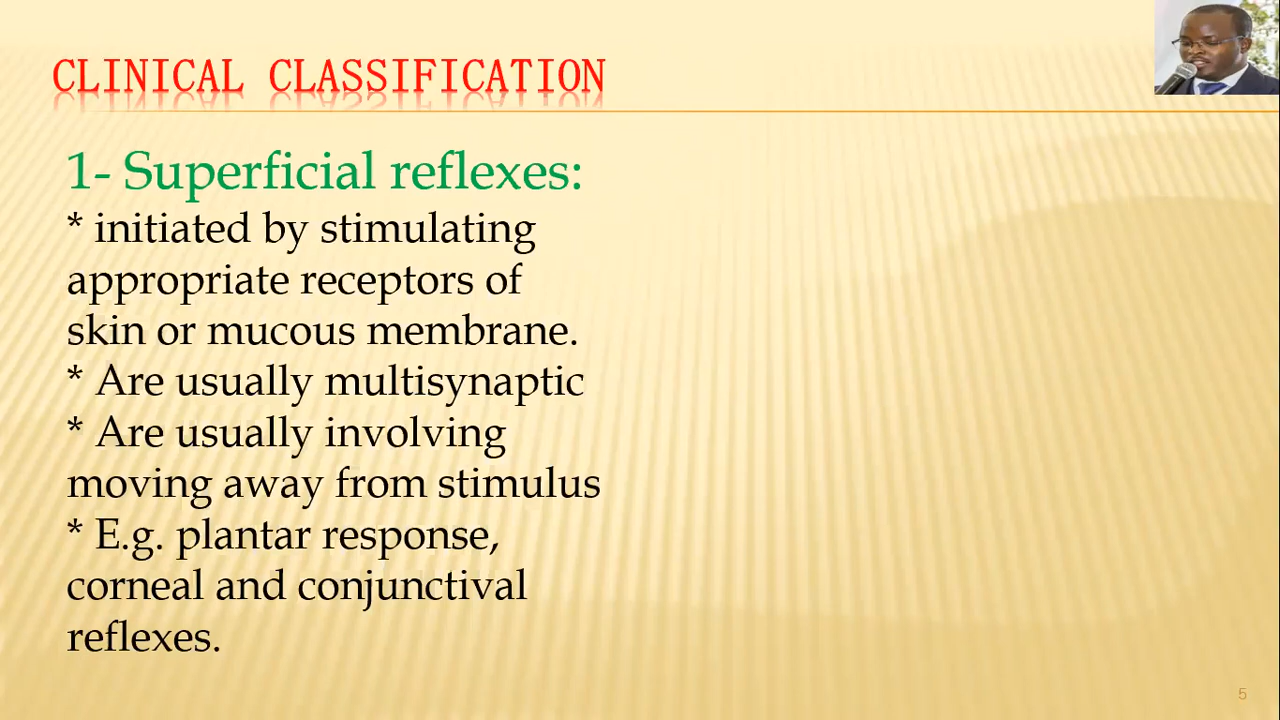 CLINICAL CLASSIFICATION
1- Superficial reflexes:
* initiated by stimulating
appropriate receptors of
skin or mucous membrane.
* Are usually multisynaptic
* Are usually involving
moving away from stimulus
* E.g. plantar response,
corneal and conjunctival
reflexes.
5